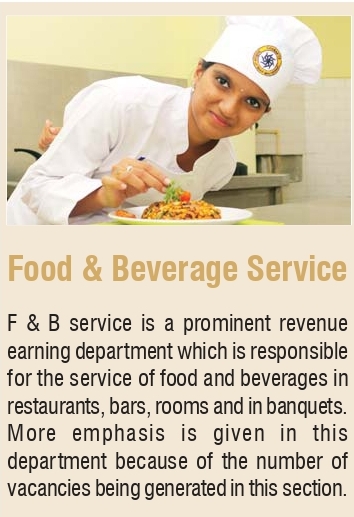 Food & Beverage Service
F & B service is a prominent revenue
earning department which is responsible
for the service of food and beverages in
restaurants, bars, rooms and in banquets.
More emphasis is given in this
department because of the number of
vacancies being generated in this section.